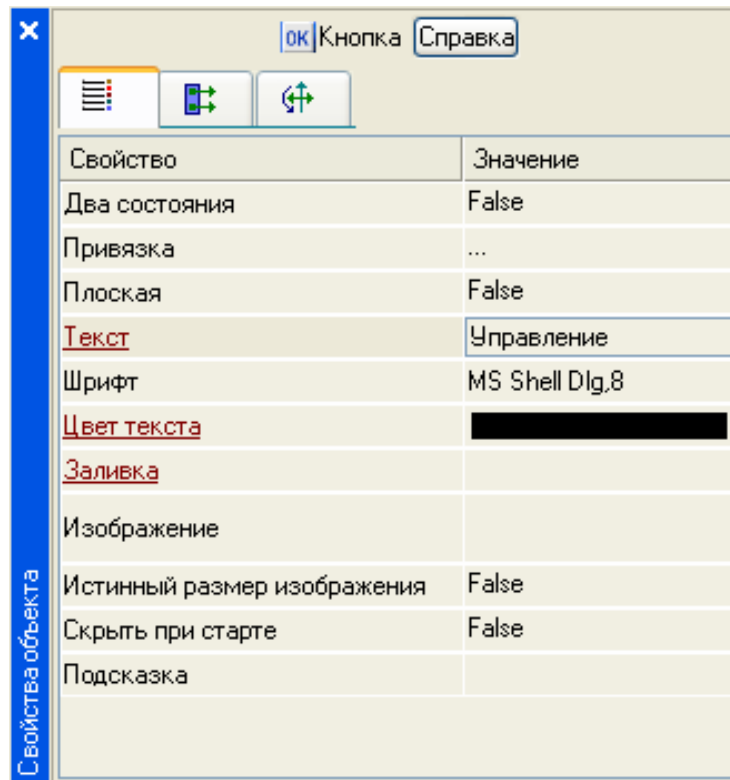 ОК Кнопка Справка
Свойство Значение
Два состояния False
Привязка ...
Плоская False
Текст Управление
Шрифт MS Shell Dlg,8
Цвет текста
Заливка
Изображение
Истинный размер изображения False
Скрыть при старте False
Подсказка
Свойства объекта